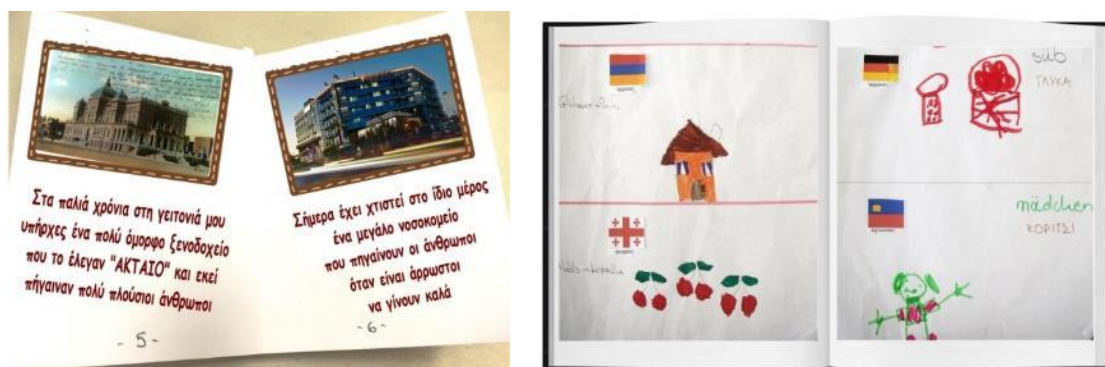 Στα παλιά χρόνια στη γειτονιά μου
υπήρχες ένα πολύ όμορφο ξενοδοχείο
που το έλεγαν "ΑΚΤΑΙΟ" και εκεί
πήγαιναν πολύ πλούσιοι άνθρωποι
- 5 -
Σήμερα έχει χτιστεί στο ίδιο μέρος
ένα μεγάλο νοσοκομείο
που πηγαίνουν οι άνθρωποι
όταν είναι άρρωστοι
να γίνουν καλά
- 6 -
süb
ΓΛΥΚΑ
mädchen
ΚΟΡΙΤΣΙ